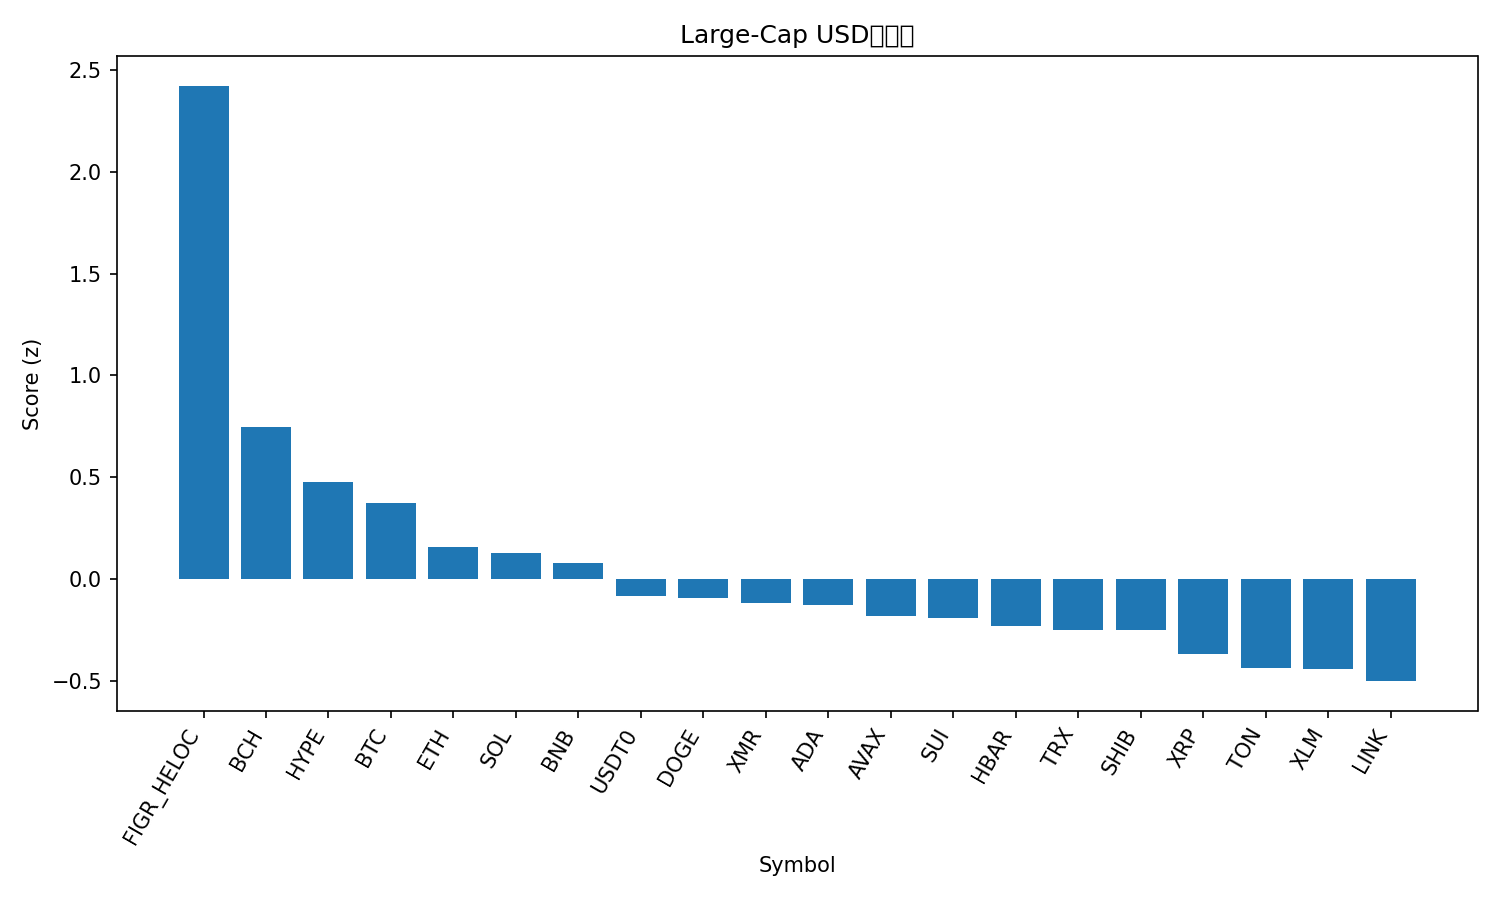 Large-Cap USD
Score (z)
2.5
2.0
1.5
1.0
0.5
0.0
−0.5
FIGR_HELOC
BCH
HYPE
BTC
ETH
SOL
BNB
USDT0
DOGE
XMR
ADA
AVAX
SUI
HBAR
TRX
SHIB
XRP
TON
XLM
LINK
Symbol